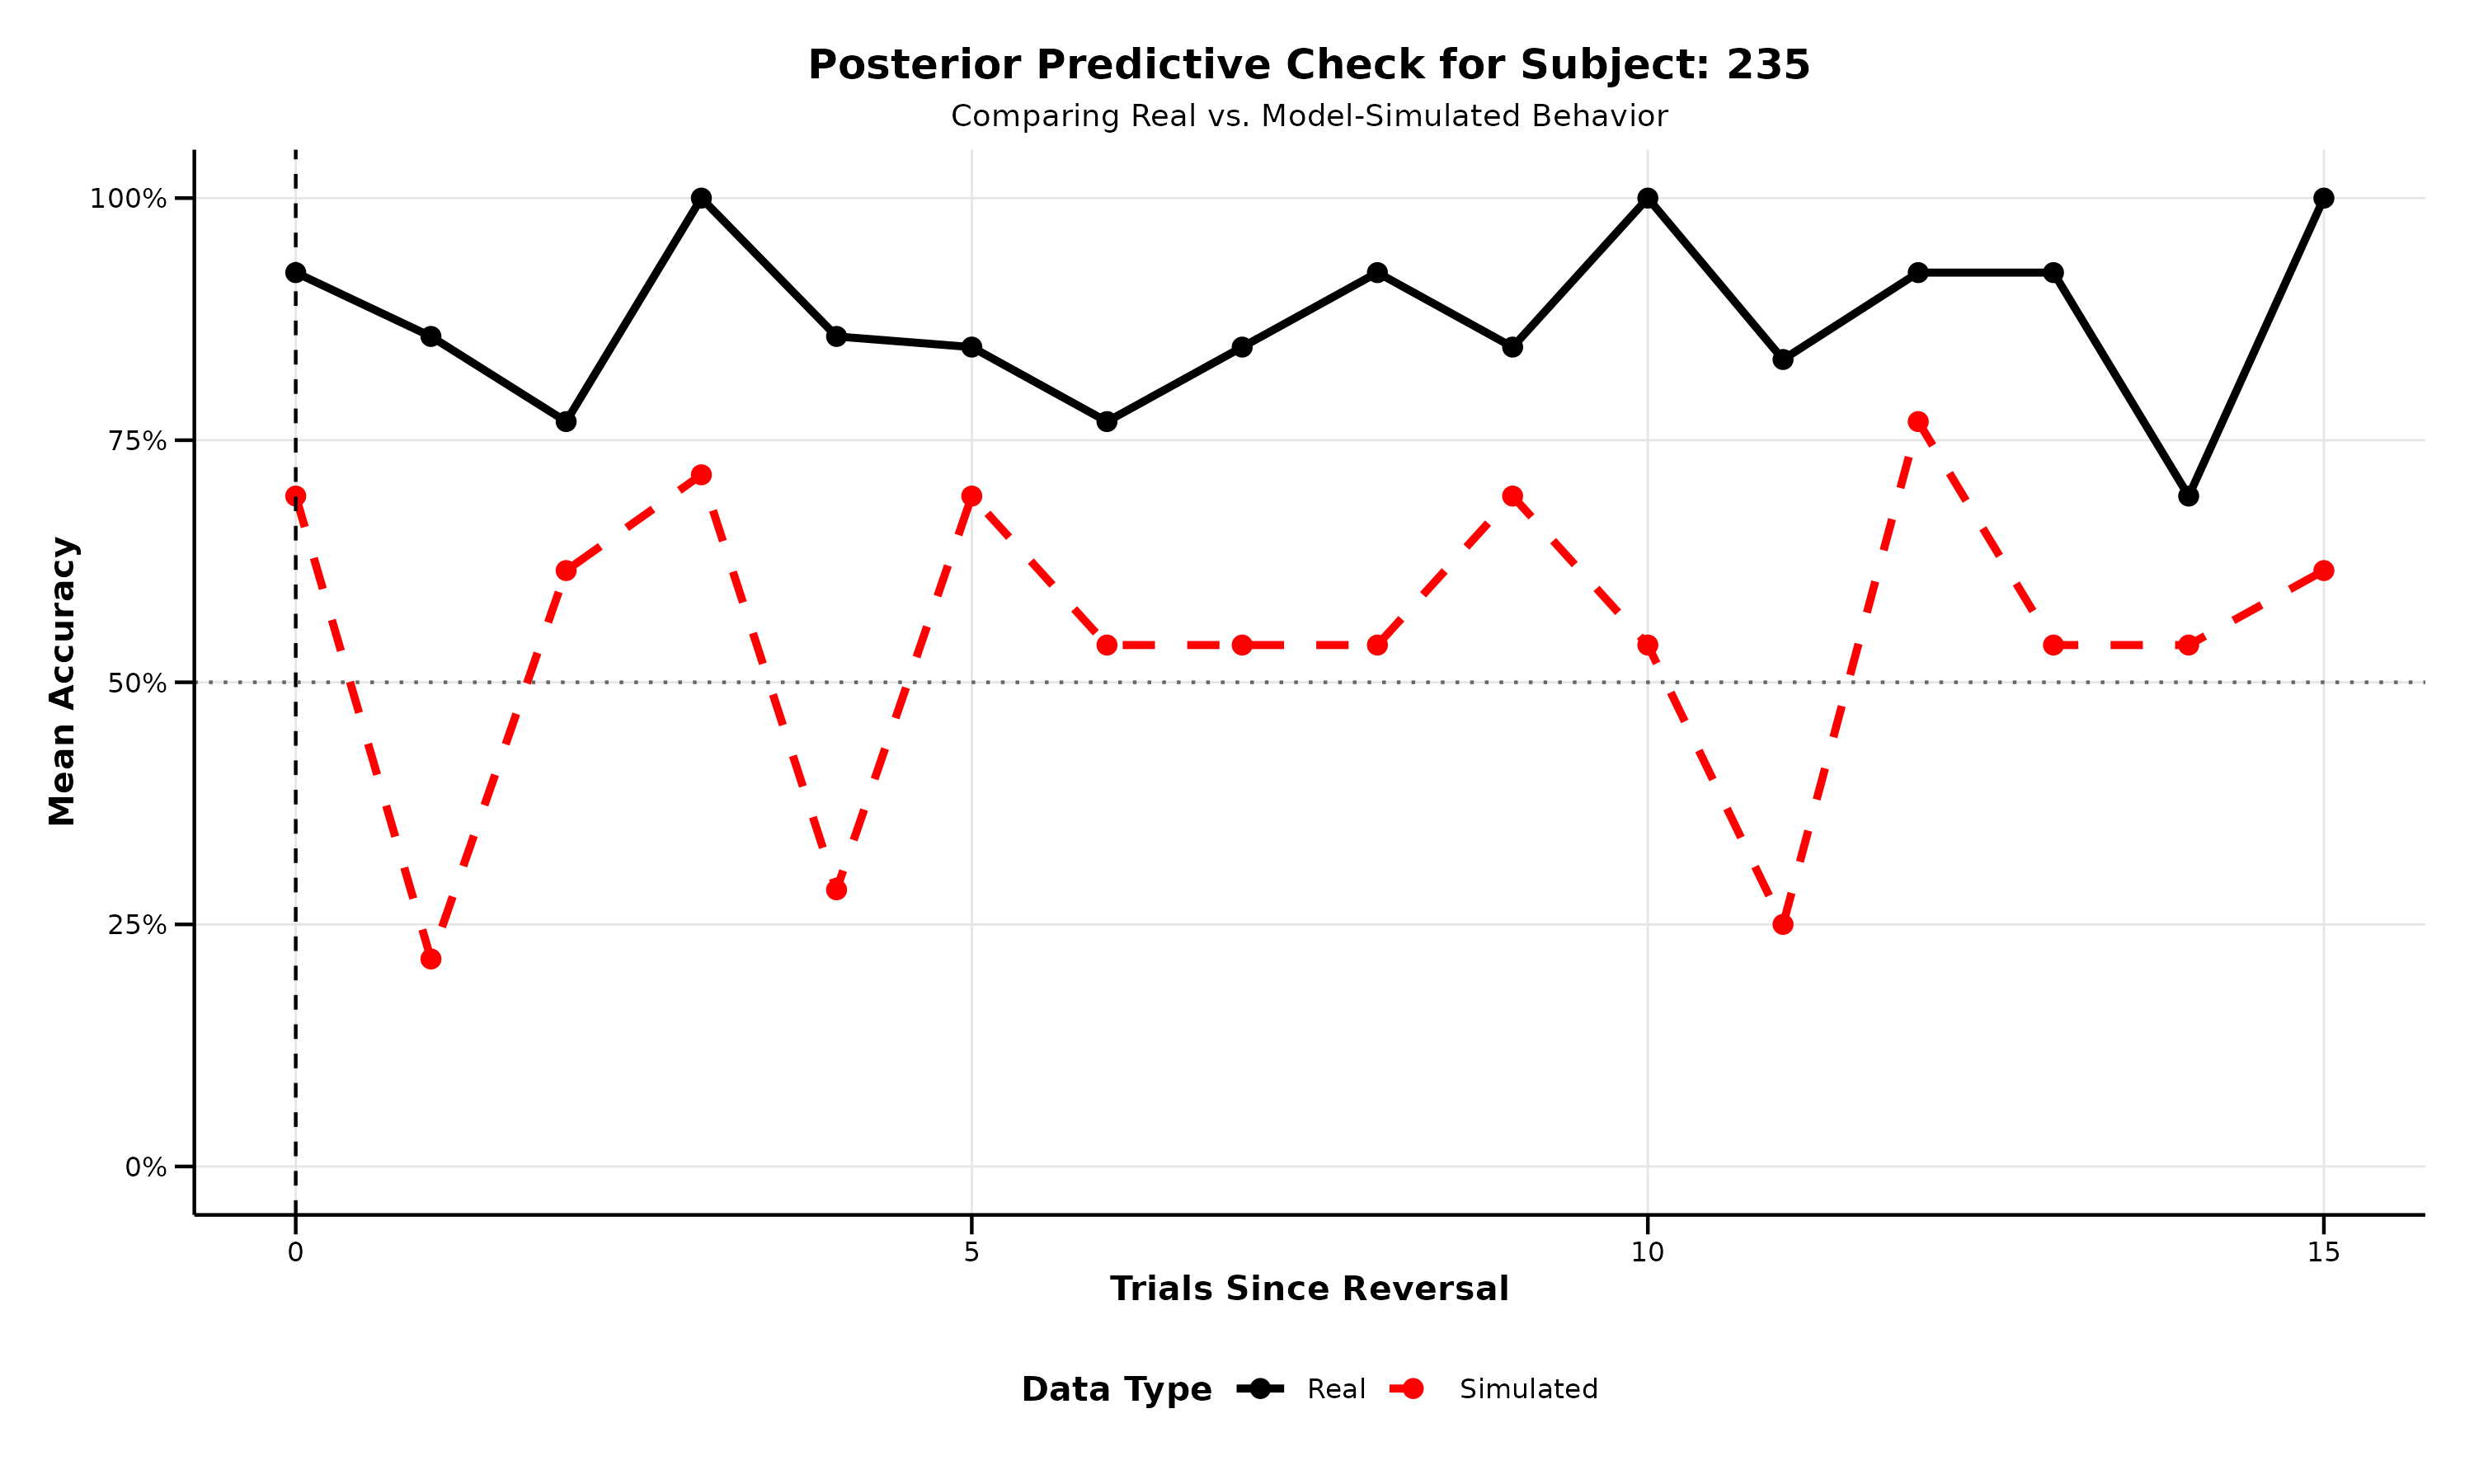 Posterior Predictive Check for Subject: 235
Comparing Real vs. Model-Simulated Behavior
Mean Accuracy
100%
75%
50%
25%
0%
0 5 10 15
Trials Since Reversal
Data Type Real Simulated